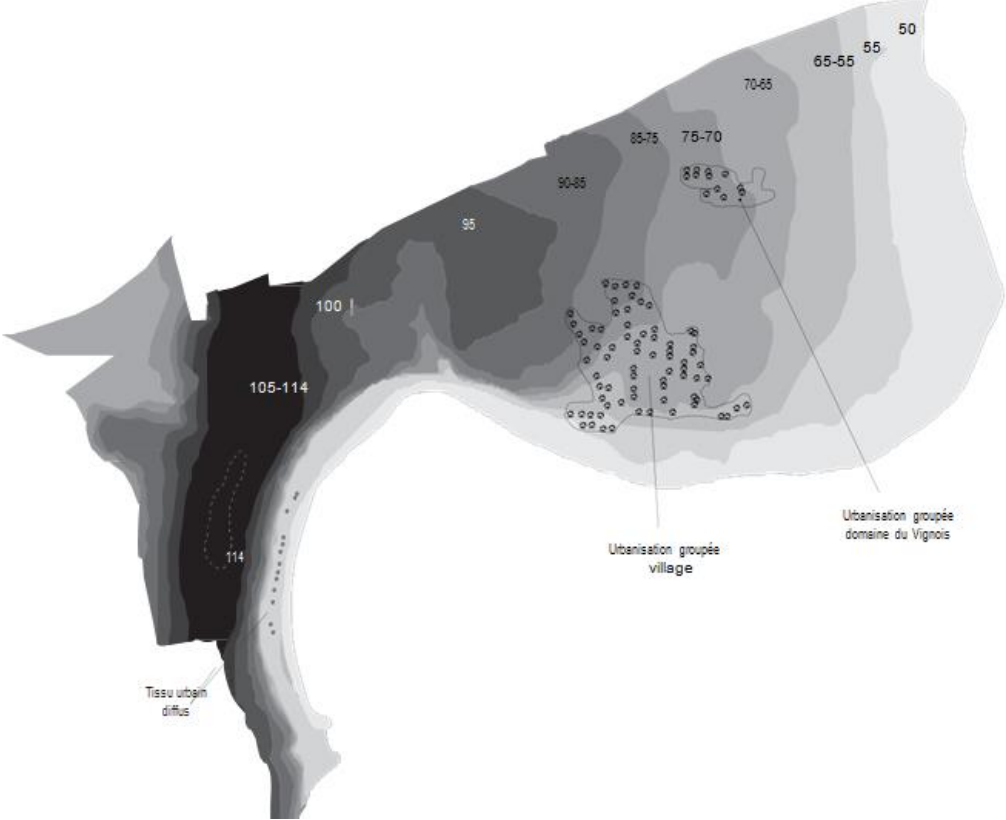 50
55
65-55
70-65
85-75
75-70
90-85
95
100
105-114
114
Urbanisation groupée
domaine du Vignois
Urbanisation groupée
village
Tissu urbain
diffus